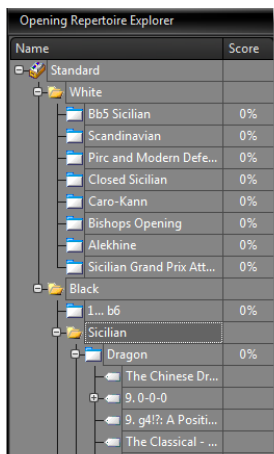 Opening Repertoire Explorer
Name Score
Standard
White
Bb5 Sicilian 0%
Scandinavian 0%
Pirc and Modern Defe... 0%
Closed Sicilian 0%
Caro-Kann 0%
Bishops Opening 0%
Alekhine 0%
Sicilian Grand Prix Att... 0%
Black
1... b6 0%
Sicilian
Dragon 0%
The Chinese Dr...
9. 0-0-0
9. g4!?: A Positi...
The Classical - ...